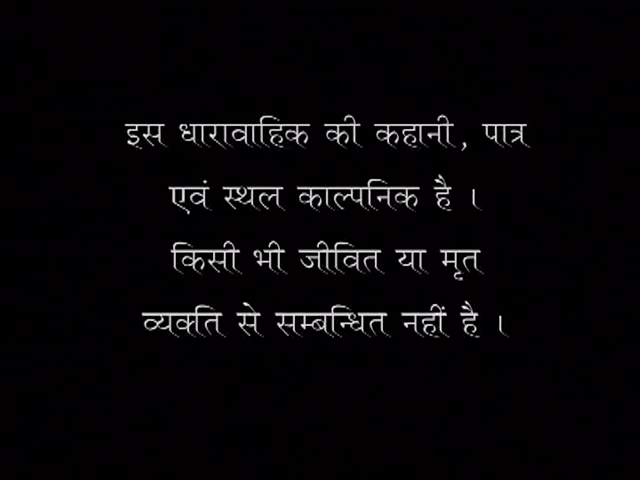 इस धारावाहिक की कहानी, पात्र
एवं स्थल काल्पनिक है ।
किसी भी जीवित या मृत
व्यक्ति से सम्बन्धित नहीं है ।